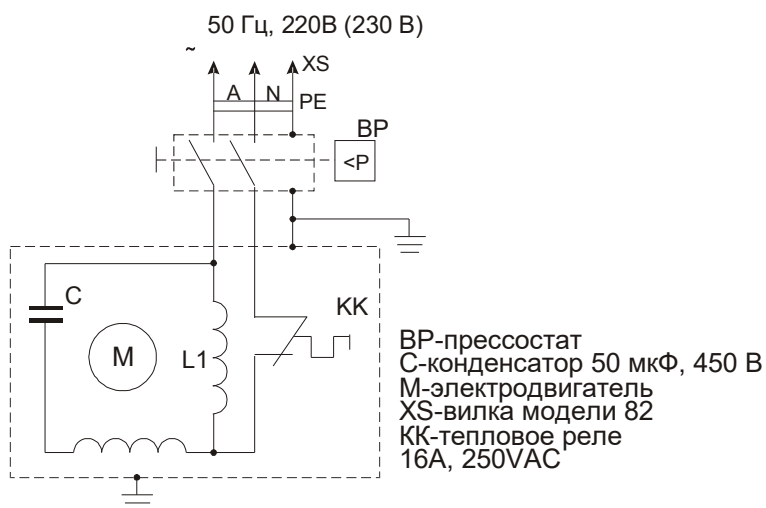 50 Гц, 220В (230 В)
~
XS
A N
PE
BP
<P
C
KK
M
L1
ВР-прессостат
С-конденсатор 50 мкФ, 450 В
М-электродвигатель
XS-вилка модели 82
КК-тепловое реле
16А, 250VAC